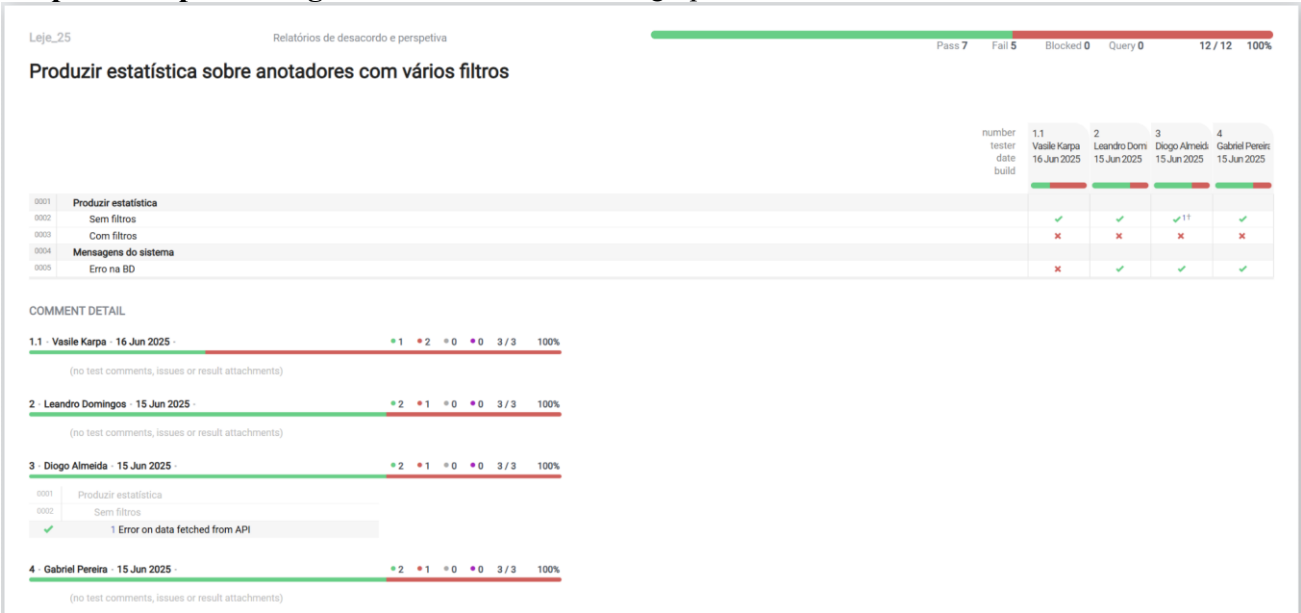 Leje_25 Relatórios de desacordo e perspetiva
Pass 7 Fail 5 Blocked 0 Query 0 12 / 12 100%
Produzir estatística sobre anotadores com vários filtros
number 1.1 2 3 4
tester Vasile Karpa Leandro Domi Diogo Almeida Gabriel Pereira
date 16 Jun 2025 15 Jun 2025 15 Jun 2025 15 Jun 2025
build
0001 Produzir estatística
0002 Sem filtros ✔ ✔ ✔ 1† ✔
0003 Com filtros ✖ ✖ ✖ ✖
0004 Mensagens do sistema
0005 Erro na BD ✖ ✔ ✔ ✔
COMMENT DETAIL
1.1 · Vasile Karpa · 16 Jun 2025 · 1 2 0 0 3 / 3 100%
(no test comments, issues or result attachments)
2 · Leandro Domingos · 15 Jun 2025 · 2 1 0 0 3 / 3 100%
(no test comments, issues or result attachments)
3 · Diogo Almeida · 15 Jun 2025 · 2 1 0 0 3 / 3 100%
0001 Produzir estatística
0002 Sem filtros
✔ 1 Error on data fetched from API
4 · Gabriel Pereira · 15 Jun 2025 · 2 1 0 0 3 / 3 100%
(no test comments, issues or result attachments)